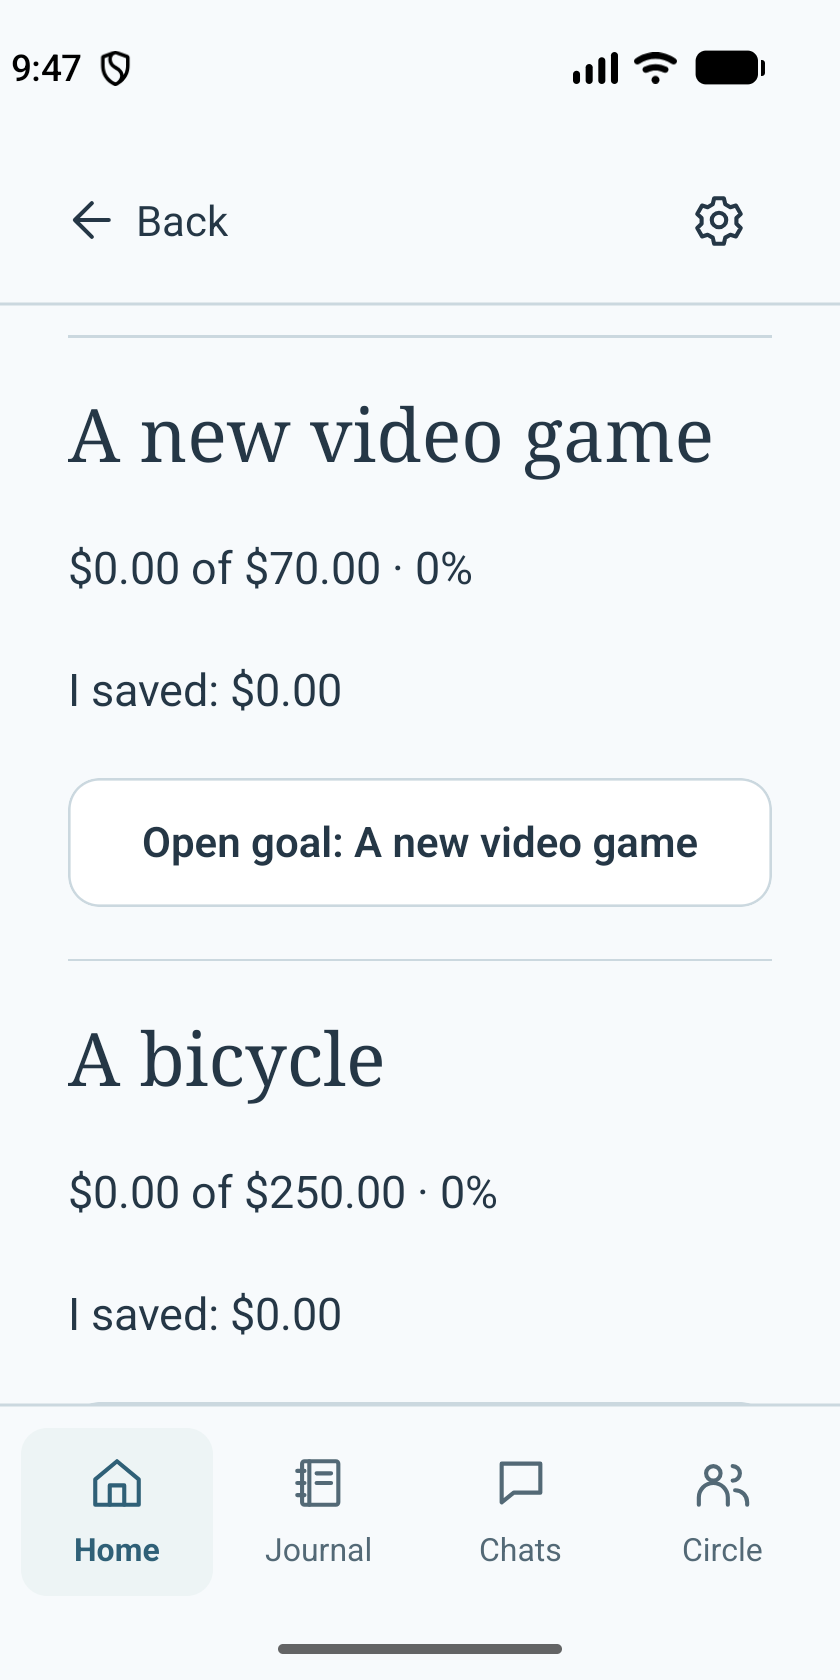 9:47
Back
A new video game
$0.00 of $70.00 · 0%
I saved: $0.00
Open goal: A new video game
A bicycle
$0.00 of $250.00 · 0%
I saved: $0.00
Home
Journal
Chats
Circle